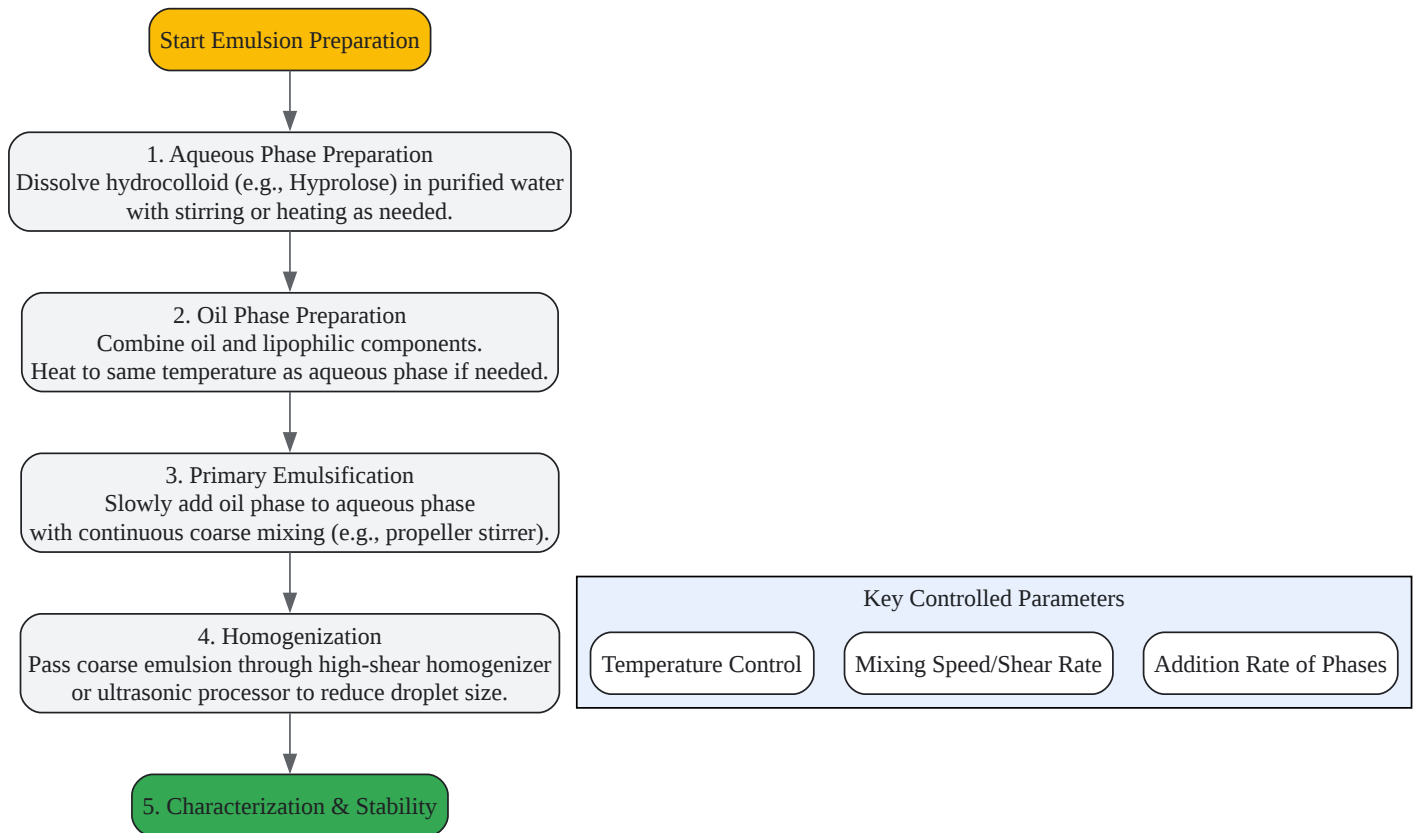 Start Emulsion Preparation
1. Aqueous Phase Preparation
Dissolve hydrocolloid (e.g., Hyprolose) in purified water
with stirring or heating as needed.
2. Oil Phase Preparation
Combine oil and lipophilic components.
Heat to same temperature as aqueous phase if needed.
3. Primary Emulsification
Slowly add oil phase to aqueous phase
with continuous coarse mixing (e.g., propeller stirrer).
4. Homogenization
Pass coarse emulsion through high-shear homogenizer
or ultrasonic processor to reduce droplet size.
5. Characterization & Stability
Key Controlled Parameters
Temperature Control
Mixing Speed/Shear Rate
Addition Rate of Phases